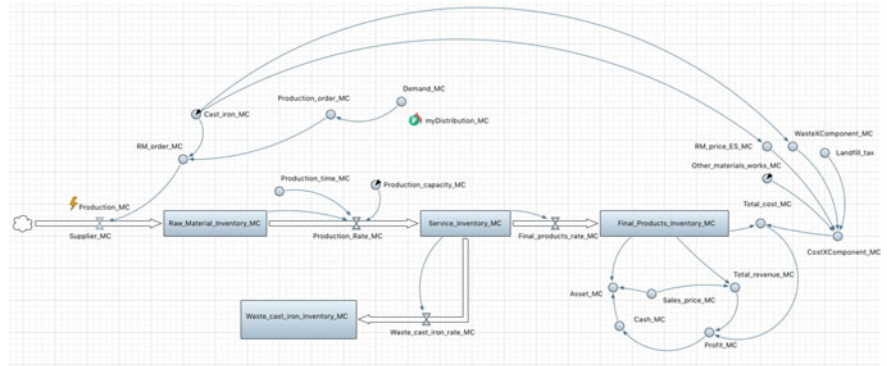 Demand_MC
Production_order_MC
Cast_iron_MC
myDistribution_MC
WasteXComponent_MC
RM_order_MC
RM_price_ES_MC
Landfill_tax
Other_materials_works_MC
Production_time_MC
Production_capacity_MC
Production_MC
Total_cost_MC
Raw_Material_Inventory_MC
Service_inventory_MC
Final_Products_Inventory_MC
Supplier_MC
Production_Rate_MC
Final_products_rate_MC
CostXComponent_MC
Total_revenue_MC
Asset_MC
Sales_price_MC
Waste_cast_iron_inventory_MC
Cash_MC
Waste_cast_iron_rate_MC
Profit_MC